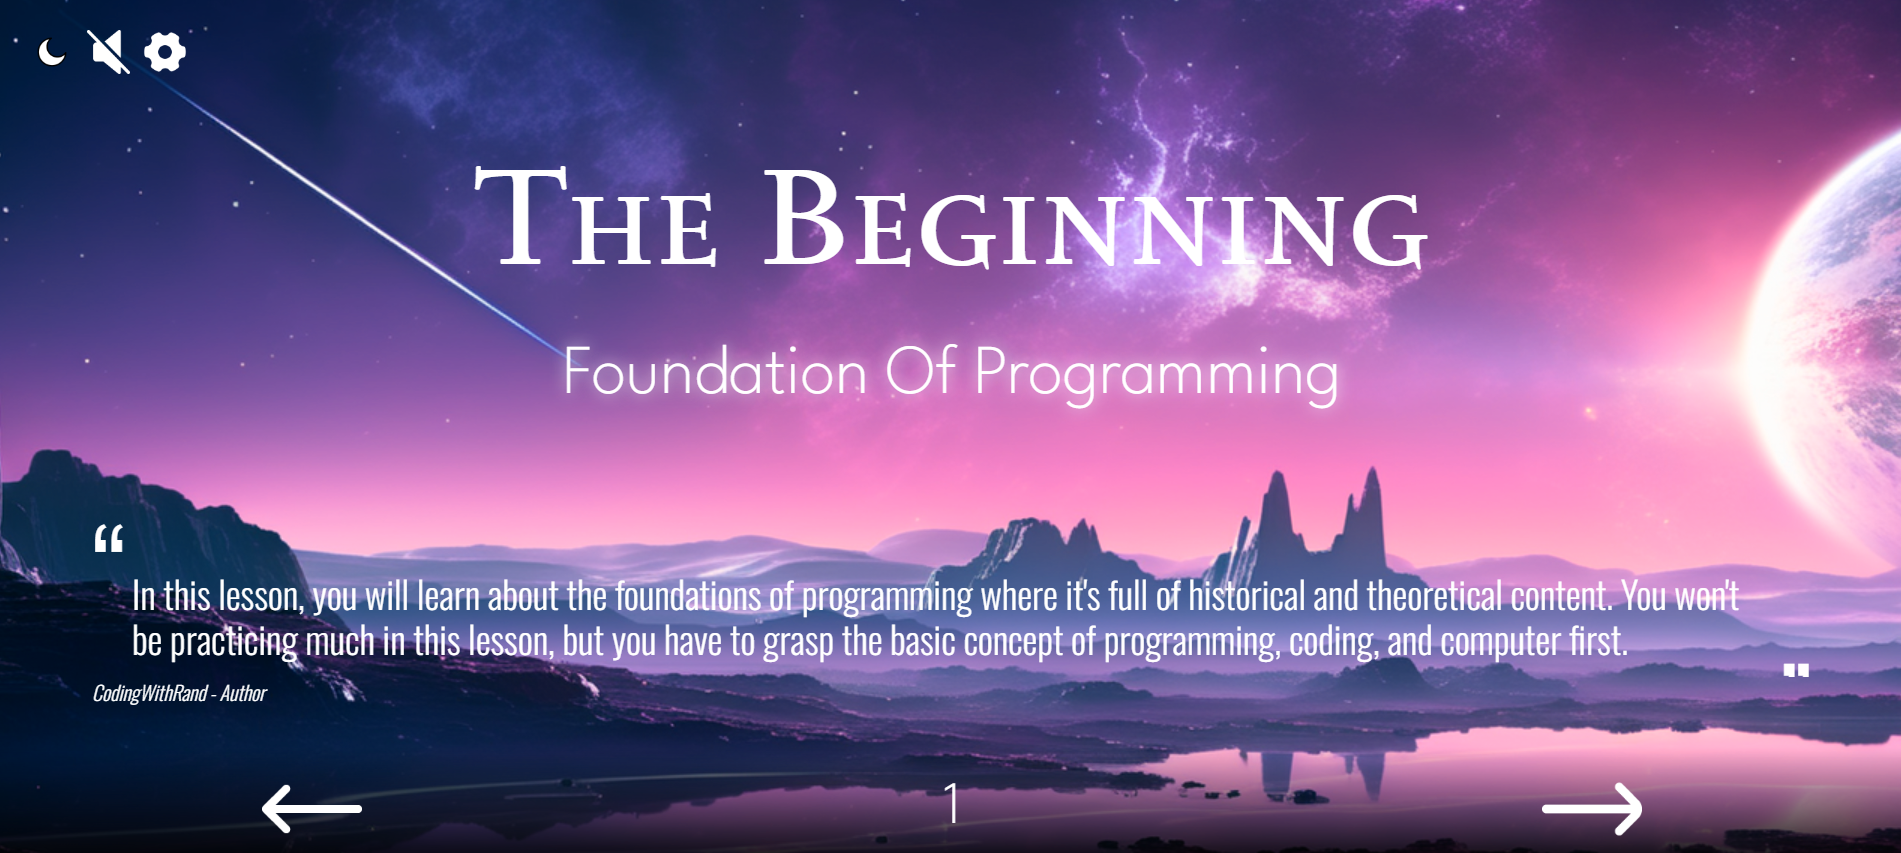 The Beginning
Foundation Of Programming
“
In this lesson, you will learn about the foundations of programming where it's full of historical and theoretical content. You won't
be practicing much in this lesson, but you have to grasp the basic concept of programming, coding, and computer first.
"
CodingWithRand - Author
1